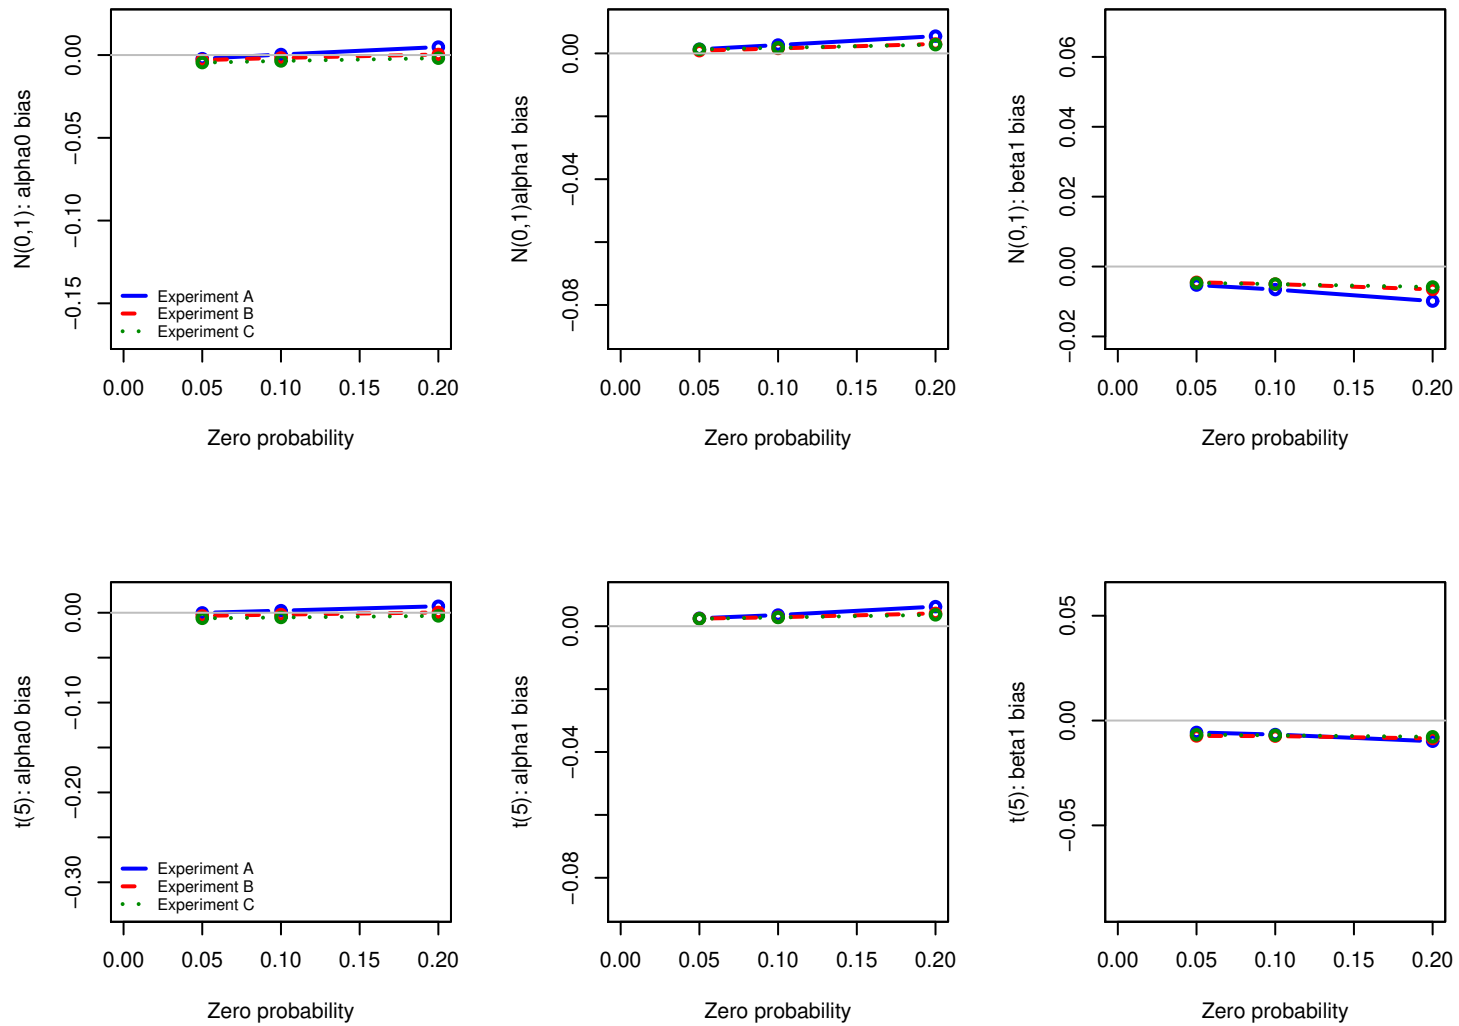 N(0,1): alpha0 bias
0.00
−0.05
−0.10
−0.15
Experiment A
Experiment B
Experiment C
0.00 0.05 0.10 0.15 0.20
Zero probability
N(0,1)alpha1 bias
0.00
−0.04
−0.08
0.00 0.05 0.10 0.15 0.20
Zero probability
N(0,1): beta1 bias
0.06
0.04
0.02
0.00
−0.02
0.00 0.05 0.10 0.15 0.20
Zero probability
t(5): alpha0 bias
0.00
−0.10
−0.20
−0.30
Experiment A
Experiment B
Experiment C
0.00 0.05 0.10 0.15 0.20
Zero probability
t(5): alpha1 bias
0.00
−0.04
−0.08
0.00 0.05 0.10 0.15 0.20
Zero probability
t(5): beta1 bias
0.05
0.00
−0.05
0.00 0.05 0.10 0.15 0.20
Zero probability